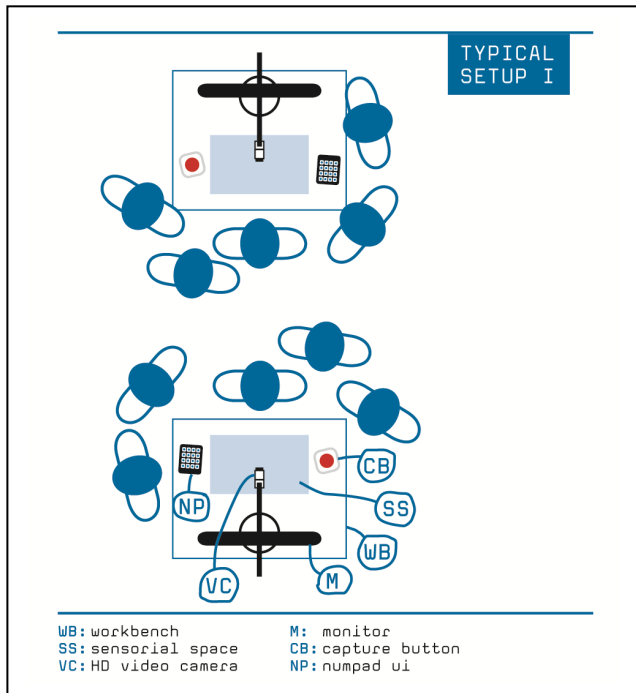 TYPICAL
SETUP I
CB
NP
SS
WB
VC
M
WB: workbench
SS: sensorial space
VC: HD video camera
M: monitor
CB: capture button
NP: numpad ui